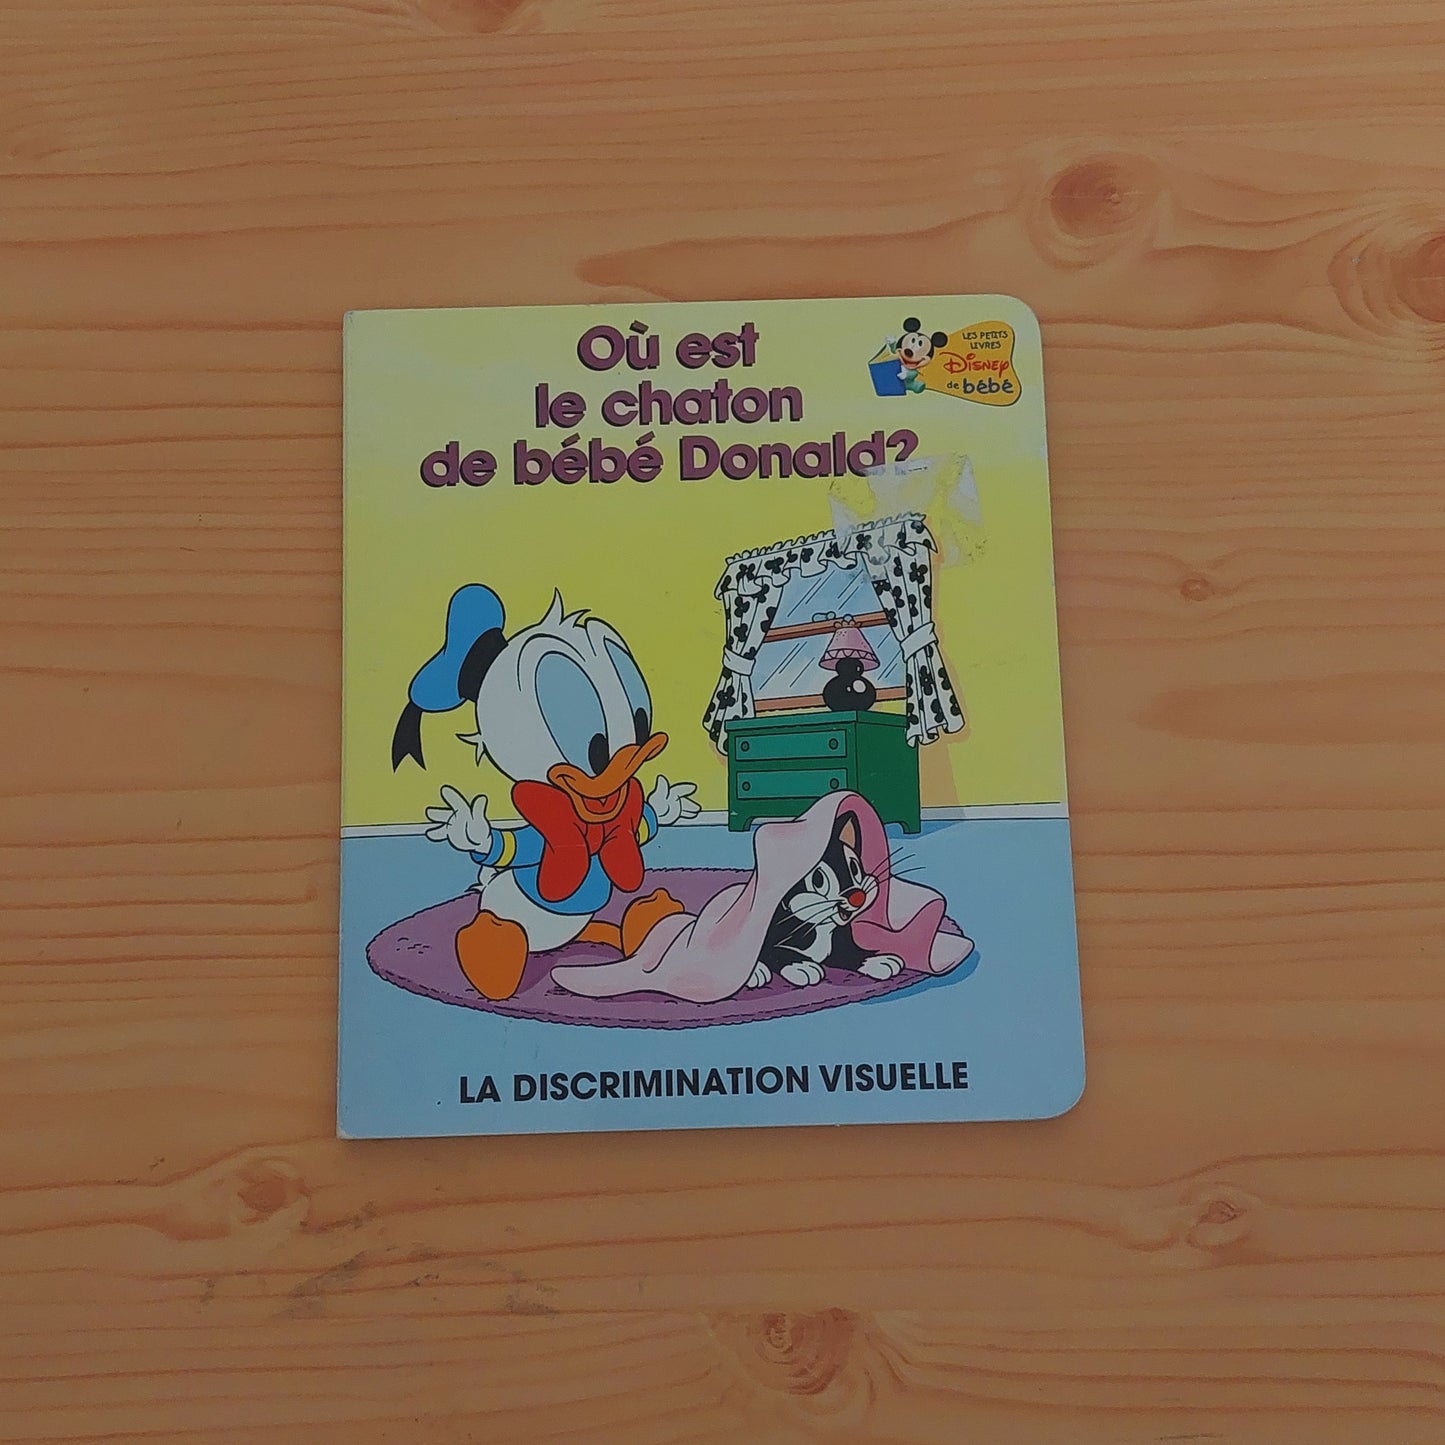 Où est
le chaton
de bébé Donald?
LES PETITS
LIVRES
Disney
de bébé
LA DISCRIMINATION VISUELLE